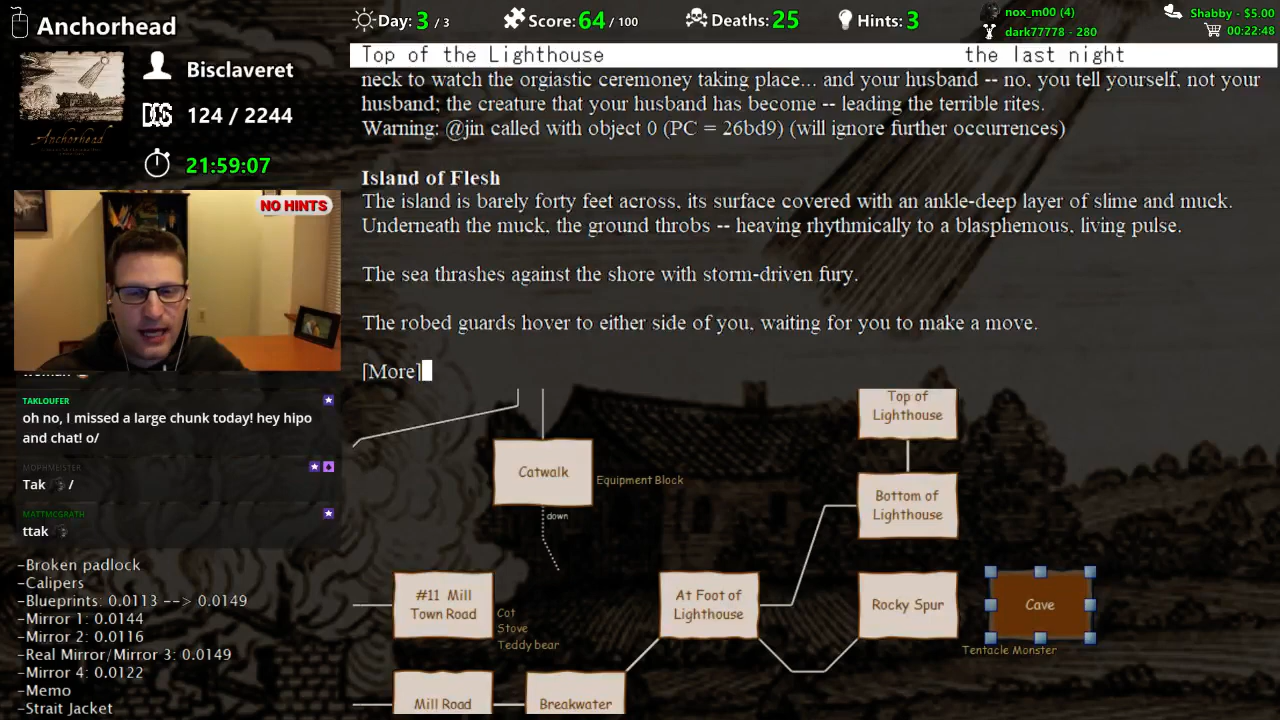 Anchorhead
Day: 3 / 3
Score: 64 / 100
Deaths: 25
Hints: 3
nox_m00 (4)
dark77778 - 280
Shabby - $5.00
00:22:48
Bisclaveret
DGS 124 / 2244
21:59:07
Anchorhead
NO HINTS
Top of the Lighthouse the last night
neck to watch the orgiastic ceremoney taking place... and your husband -- no, you tell yourself, not your
husband; the creature that your husband has become -- leading the terrible rites.
Warning: @jin called with object 0 (PC = 26bd9) (will ignore further occurrences)
Island of Flesh
The island is barely forty feet across, its surface covered with an ankle-deep layer of slime and muck.
Underneath the muck, the ground throbs -- heaving rhythmically to a blasphemous, living pulse.
The sea thrashes against the shore with storm-driven fury.
The robed guards hover to either side of you, waiting for you to make a move.
[More]
TAKLOUFER
oh no, I missed a large chunk today! hey hipo
and chat! o/
MOPHMEISTER
Tak /
MATTMCGRATH
ttak
-Broken padlock
-Calipers
-Blueprints: 0.0113 --> 0.0149
-Mirror 1: 0.0144
-Mirror 2: 0.0116
-Real Mirror/Mirror 3: 0.0149
-Mirror 4: 0.0122
-Memo
-Strait Jacket
Catwalk
Equipment Block
down
Top of
Lighthouse
Bottom of
Lighthouse
#11 Mill
Town Road
Cot
Stove
Teddy bear
At Foot of
Lighthouse
Rocky Spur
Cave
Tentacle Monster
Mill Road
Breakwater